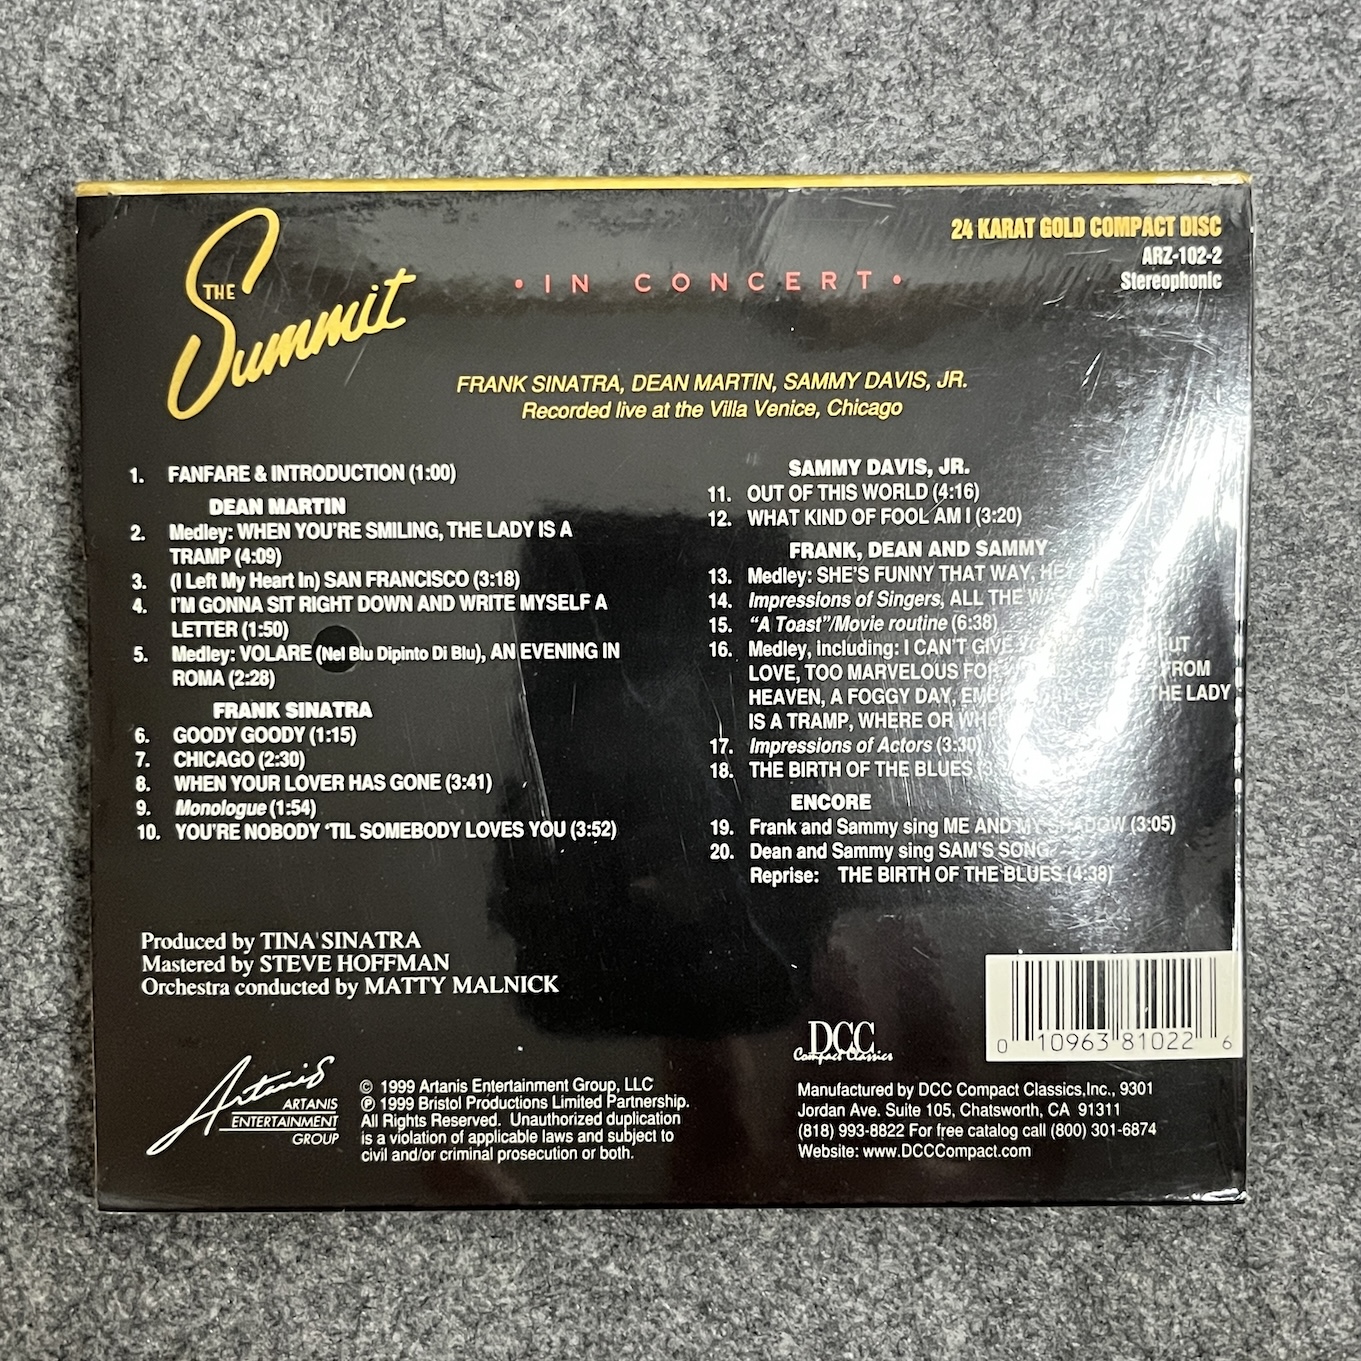 THE
Summit
• IN CONCERT •
24 KARAT GOLD COMPACT DISC
ARZ-102-2
Stereophonic
FRANK SINATRA, DEAN MARTIN, SAMMY DAVIS, JR.
Recorded live at the Villa Venice, Chicago
1. FANFARE & INTRODUCTION (1:00)
DEAN MARTIN
2. Medley: WHEN YOU'RE SMILING, THE LADY IS A
TRAMP (4:09)
3. (I Left My Heart In) SAN FRANCISCO (3:18)
4. I'M GONNA SIT RIGHT DOWN AND WRITE MYSELF A
LETTER (1:50)
5. Medley: VOLARE (Nel Blu Dipinto Di Blu), AN EVENING IN
ROMA (2:28)
FRANK SINATRA
6. GOODY GOODY (1:15)
7. CHICAGO (2:30)
8. WHEN YOUR LOVER HAS GONE (3:41)
9. Monologue (1:54)
10. YOU'RE NOBODY 'TIL SOMEBODY LOVES YOU (3:52)
SAMMY DAVIS, JR.
11. OUT OF THIS WORLD (4:16)
12. WHAT KIND OF FOOL AM I (3:20)
FRANK, DEAN AND SAMMY
13. Medley: SHE'S FUNNY THAT WAY,
14. Impressions of Singers, ALL THE
15. "A Toast"/Movie routine (6:38)
16. Medley, including: I CAN'T GIVE
LOVE, TOO MARVELOUS FOR FROM
HEAVEN, A FOGGY DAY, THE LADY
IS A TRAMP, WHERE OR
17. Impressions of Actors (3:30)
18. THE BIRTH OF THE BLUES
ENCORE
19. Frank and Sammy sing ME AND MY SHADOW (3:05)
20. Dean and Sammy sing SAM'S SONG
Reprise: THE BIRTH OF THE BLUES (4:38)
Produced by TINA SINATRA
Mastered by STEVE HOFFMAN
Orchestra conducted by MATTY MALNICK
Artanis
ARTANIS
ENTERTAINMENT
GROUP
© 1999 Artanis Entertainment Group, LLC
℗ 1999 Bristol Productions Limited Partnership.
All Rights Reserved. Unauthorized duplication
is a violation of applicable laws and subject to
civil and/or criminal prosecution or both.
DCC
Compact Classics
0 10963 81022 6
Manufactured by DCC Compact Classics,Inc., 9301
Jordan Ave. Suite 105, Chatsworth, CA 91311
(818) 993-8822 For free catalog call (800) 301-6874
Website: www.DCCCompact.com